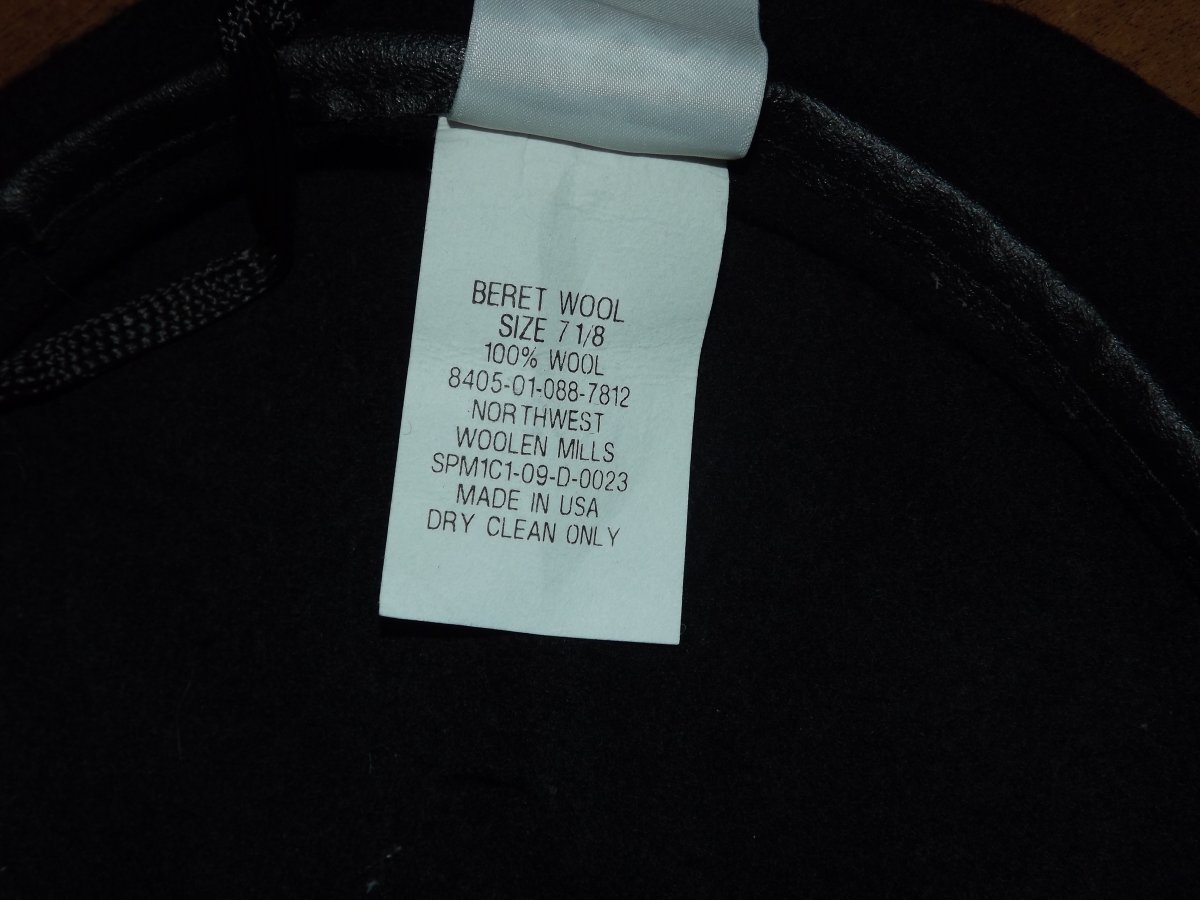 BERET WOOL
SIZE 7 1/8
100% WOOL
8405-01-088-7812
NORTHWEST
WOOLEN MILLS
SPM1C1-09-D-0023
MADE IN USA
DRY CLEAN ONLY